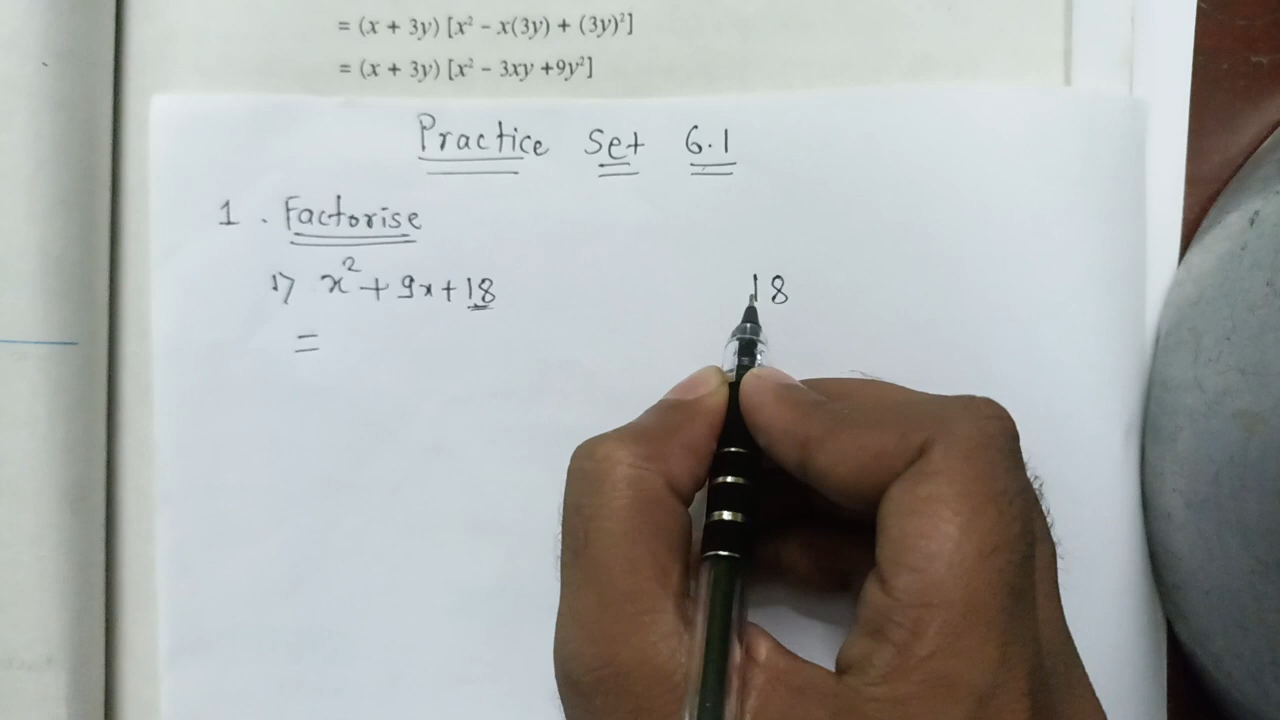 = (x + 3y) [x² – x(3y) + (3y)²]
= (x + 3y) [x² – 3xy +9y²]
Practice Set 6.1
1. Factorise
1) x² + 9x + 18
18
=